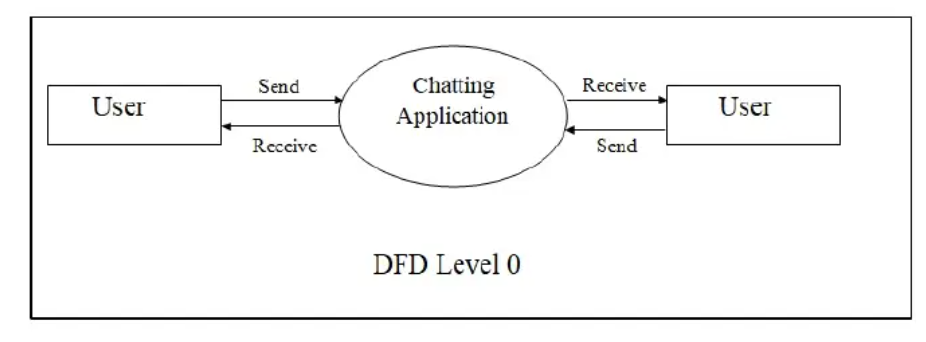 Send
Chatting
Receive
User
Application
User
Receive
Send
DFD Level 0